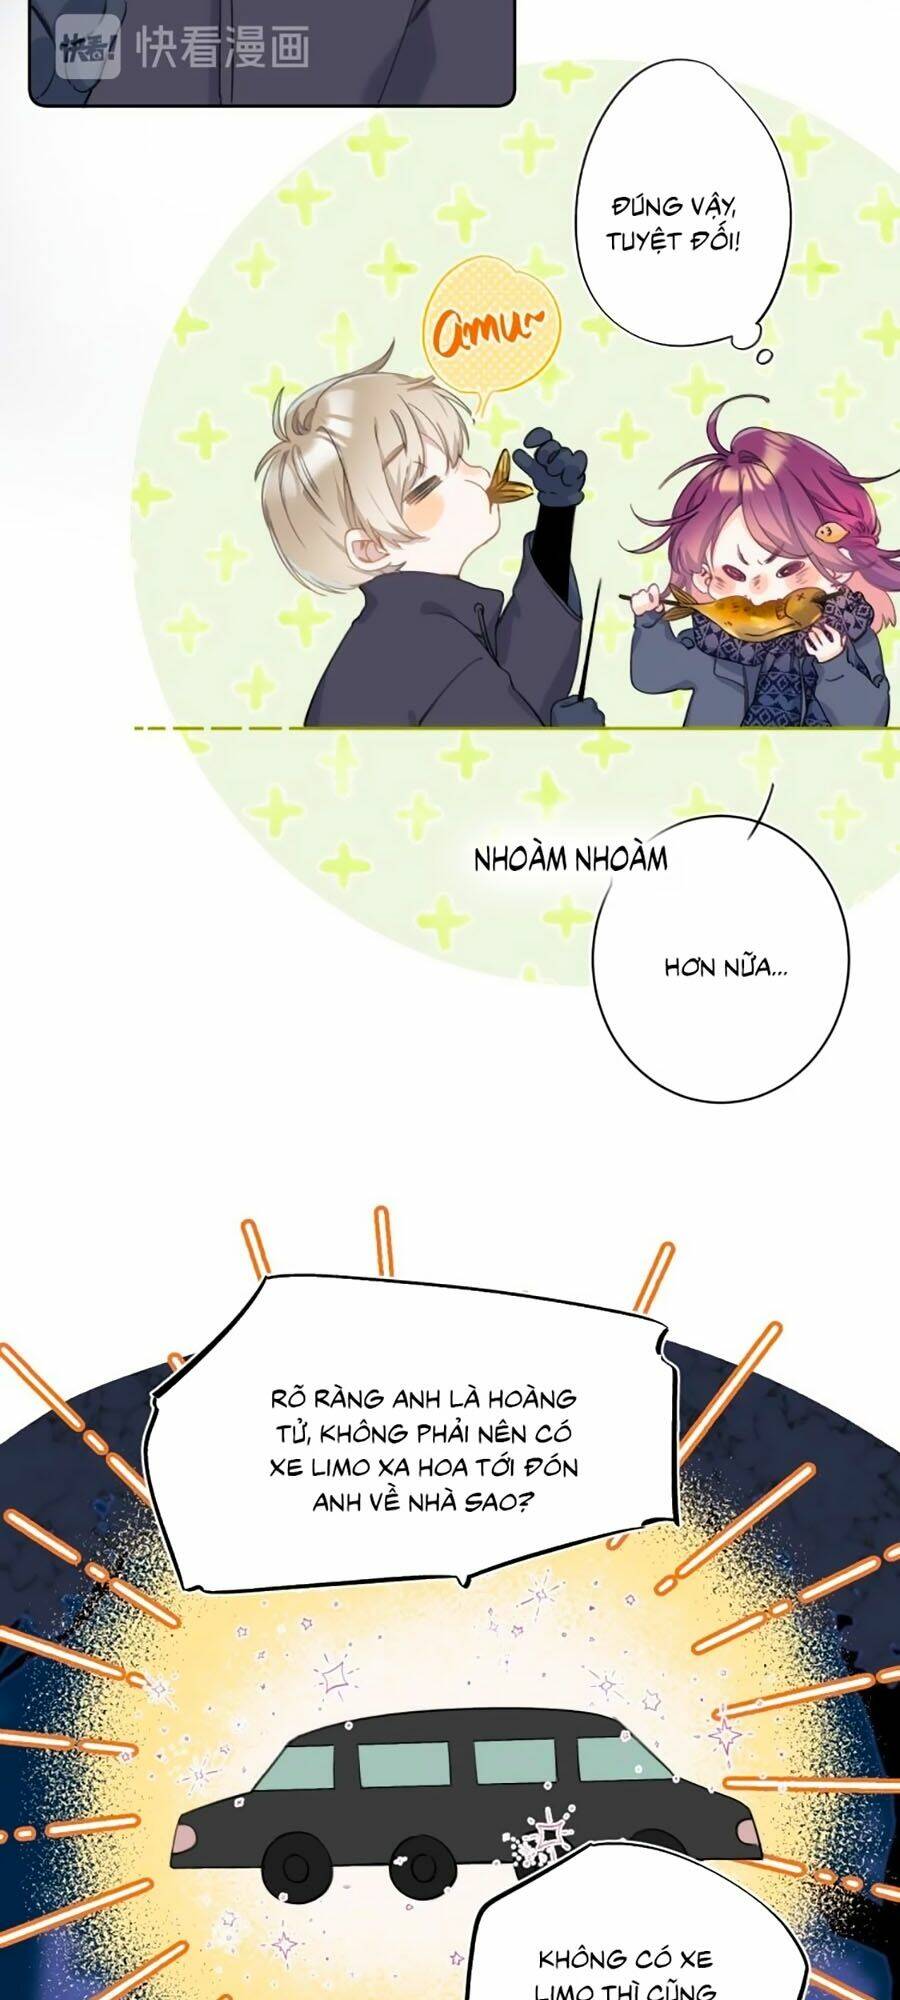 快看!
快看漫画
ĐÚNG VẬY,
TUYỆT ĐỐI!
amu~
NHOÀM NHOÀM
HƠN NỮA...
RÕ RÀNG ANH LÀ HOÀNG
TỬ, KHÔNG PHẢI NÊN CÓ
XE LIMO XA HOA TỚI ĐÓN
ANH VỀ NHÀ SAO?
KHÔNG CÓ XE
LIMO THÌ CŨNG